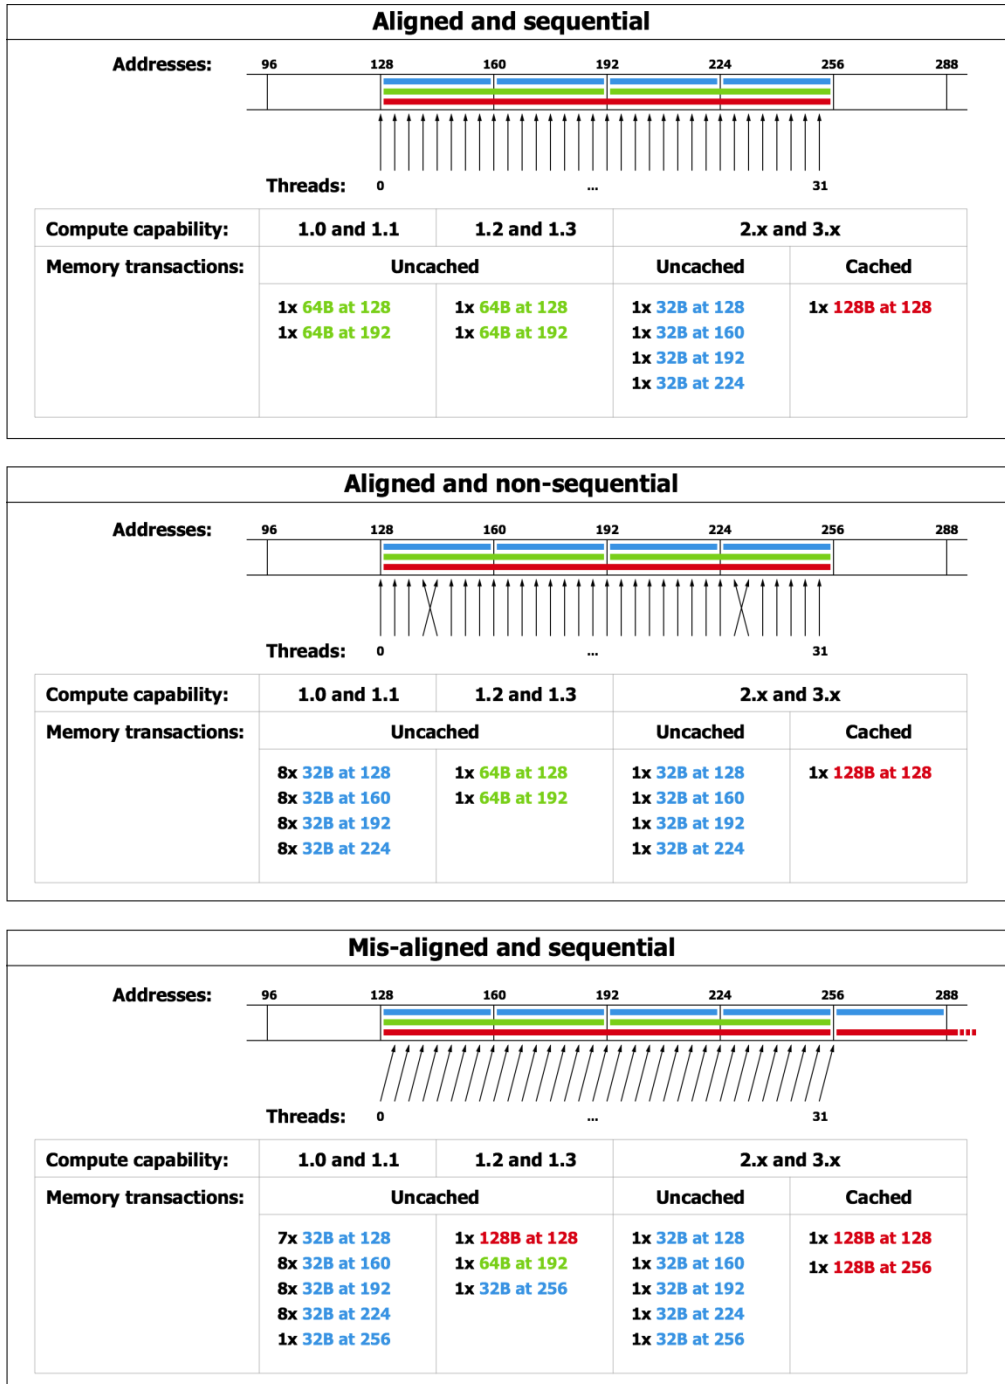 Aligned and sequential
Addresses: 96 128 160 192 224 256 288
Threads: 0 ... 31
Compute capability: 1.0 and 1.1 1.2 and 1.3 2.x and 3.x
Memory transactions: Uncached Uncached Cached
1x 64B at 128 1x 64B at 128 1x 32B at 128 1x 128B at 128
1x 64B at 192 1x 64B at 192 1x 32B at 160
1x 32B at 192
1x 32B at 224
Aligned and non-sequential
Addresses: 96 128 160 192 224 256 288
Threads: 0 ... 31
Compute capability: 1.0 and 1.1 1.2 and 1.3 2.x and 3.x
Memory transactions: Uncached Uncached Cached
8x 32B at 128 1x 64B at 128 1x 32B at 128 1x 128B at 128
8x 32B at 160 1x 64B at 192 1x 32B at 160
8x 32B at 192 1x 32B at 192
8x 32B at 224 1x 32B at 224
Mis-aligned and sequential
Addresses: 96 128 160 192 224 256 288
Threads: 0 ... 31
Compute capability: 1.0 and 1.1 1.2 and 1.3 2.x and 3.x
Memory transactions: Uncached Uncached Cached
7x 32B at 128 1x 128B at 128 1x 32B at 128 1x 128B at 128
8x 32B at 160 1x 64B at 192 1x 32B at 160 1x 128B at 256
8x 32B at 192 1x 32B at 256 1x 32B at 192
8x 32B at 224 1x 32B at 224
1x 32B at 256 1x 32B at 256